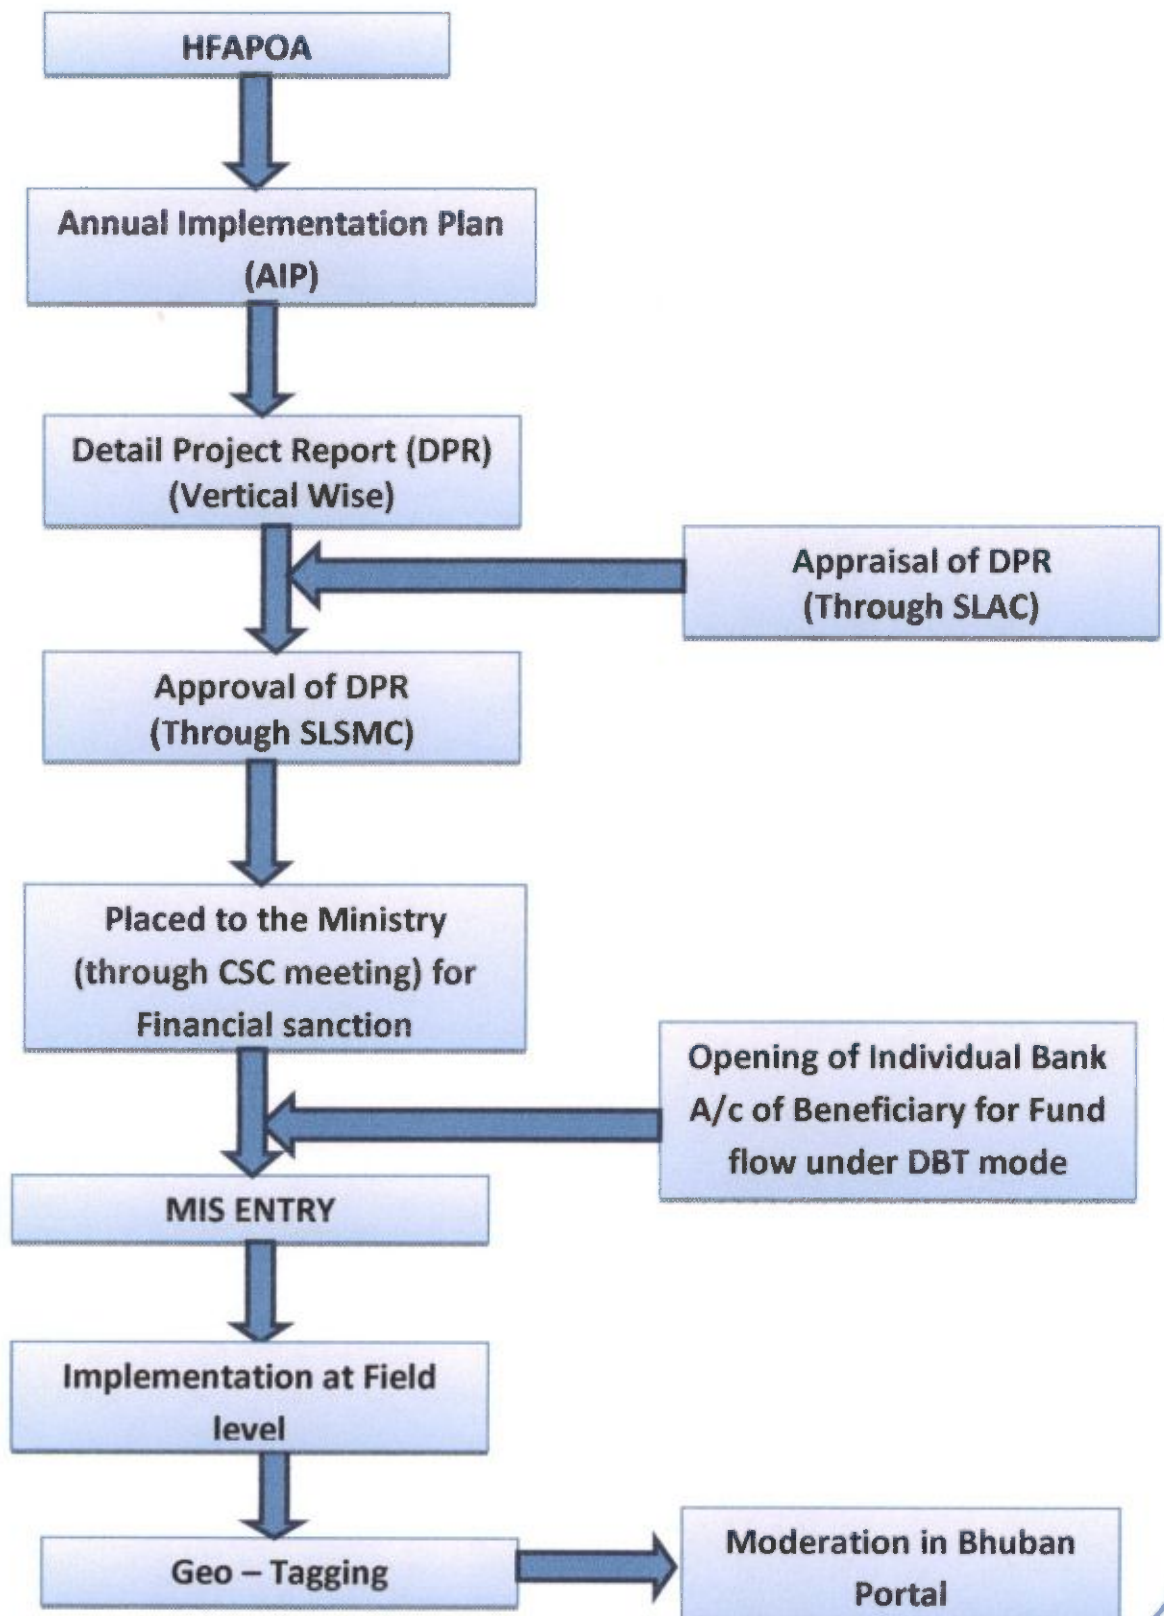 HFAPOA
Annual Implementation Plan
(AIP)
Detail Project Report (DPR)
(Vertical Wise)
Appraisal of DPR
(Through SLAC)
Approval of DPR
(Through SLSMC)
Placed to the Ministry
(through CSC meeting) for
Financial sanction
Opening of Individual Bank
A/c of Beneficiary for Fund
flow under DBT mode
MIS ENTRY
Implementation at Field
level
Geo – Tagging
Moderation in Bhuban
Portal